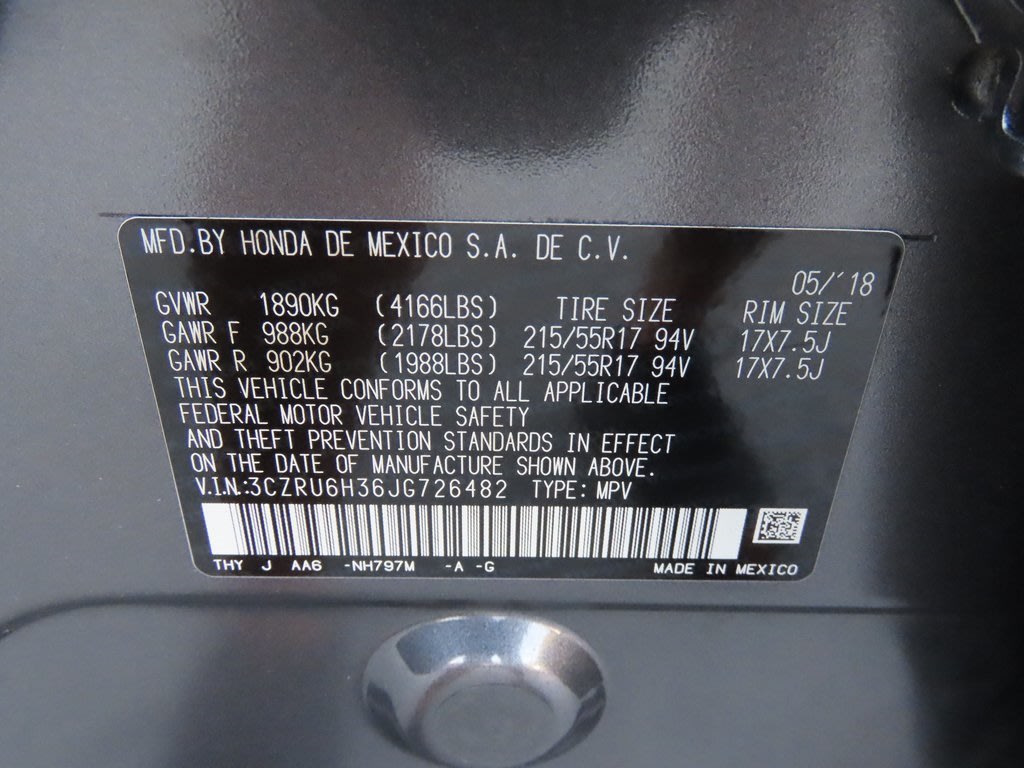 MFD.BY HONDA DE MEXICO S.A. DE C.V.
05/'18
GVWR 1890KG (4166LBS) TIRE SIZE RIM SIZE
GAWR F 988KG (2178LBS) 215/55R17 94V 17X7.5J
GAWR R 902KG (1988LBS) 215/55R17 94V 17X7.5J
THIS VEHICLE CONFORMS TO ALL APPLICABLE
FEDERAL MOTOR VEHICLE SAFETY
AND THEFT PREVENTION STANDARDS IN EFFECT
ON THE DATE OF MANUFACTURE SHOWN ABOVE.
V.I.N.:3CZRU6H36JG726482 TYPE: MPV
THY J AA6 -NH797M -A -G MADE IN MEXICO